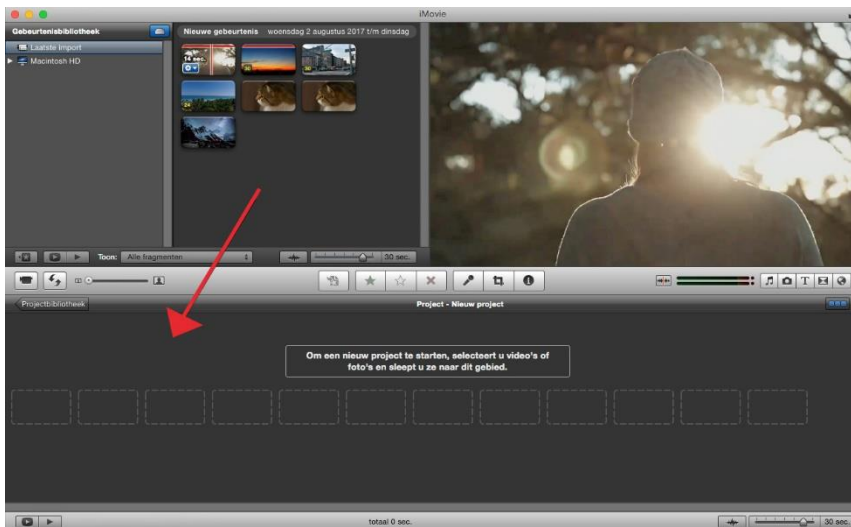 iMovie
Gebeurtenisbibliotheek
Nieuwe gebeurtenis woensdag 2 augustus 2017 t/m dinsdag
Laatste import
Macintosh HD
14 sec.
24
Toon: Alle fragmenten
30 sec.
Projectbibliotheek
Project - Nieuw project
Om een nieuw project te starten, selecteert u video's of
foto's en sleept u ze naar dit gebied.
totaal 0 sec.
30 sec.